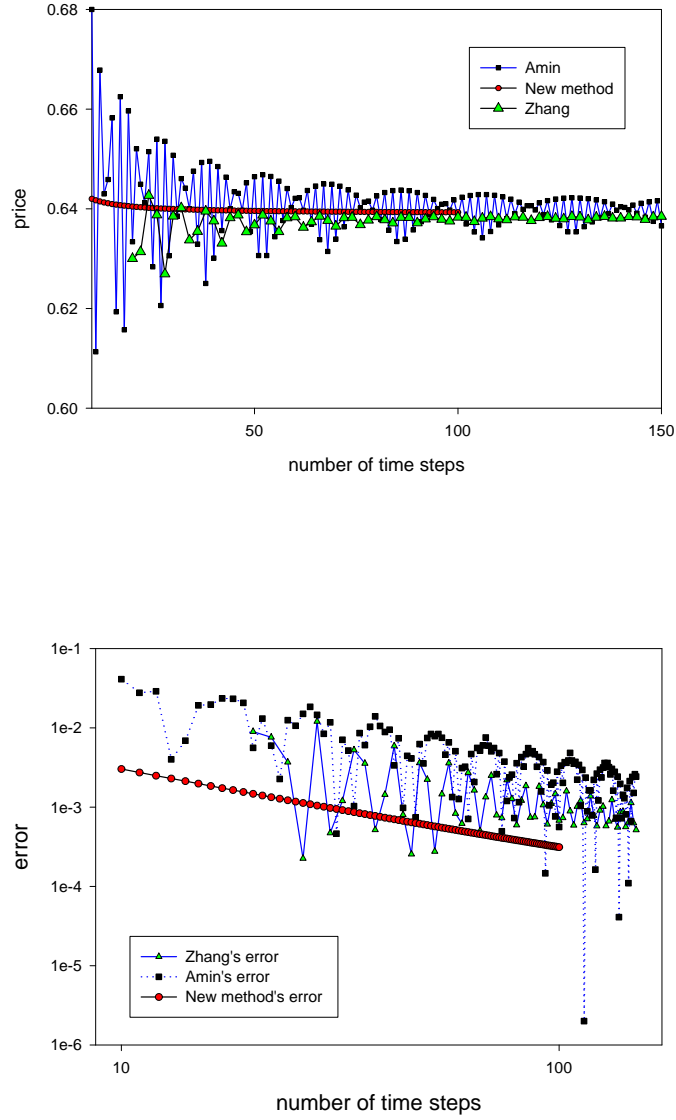 0.68
Amin
New method
Zhang
0.66
0.64
price
0.62
0.60
50
100
150
number of time steps
1e-1
1e-2
1e-3
error
1e-4
Zhang's error
Amin's error
New method's error
1e-5
1e-6
10
100
number of time steps